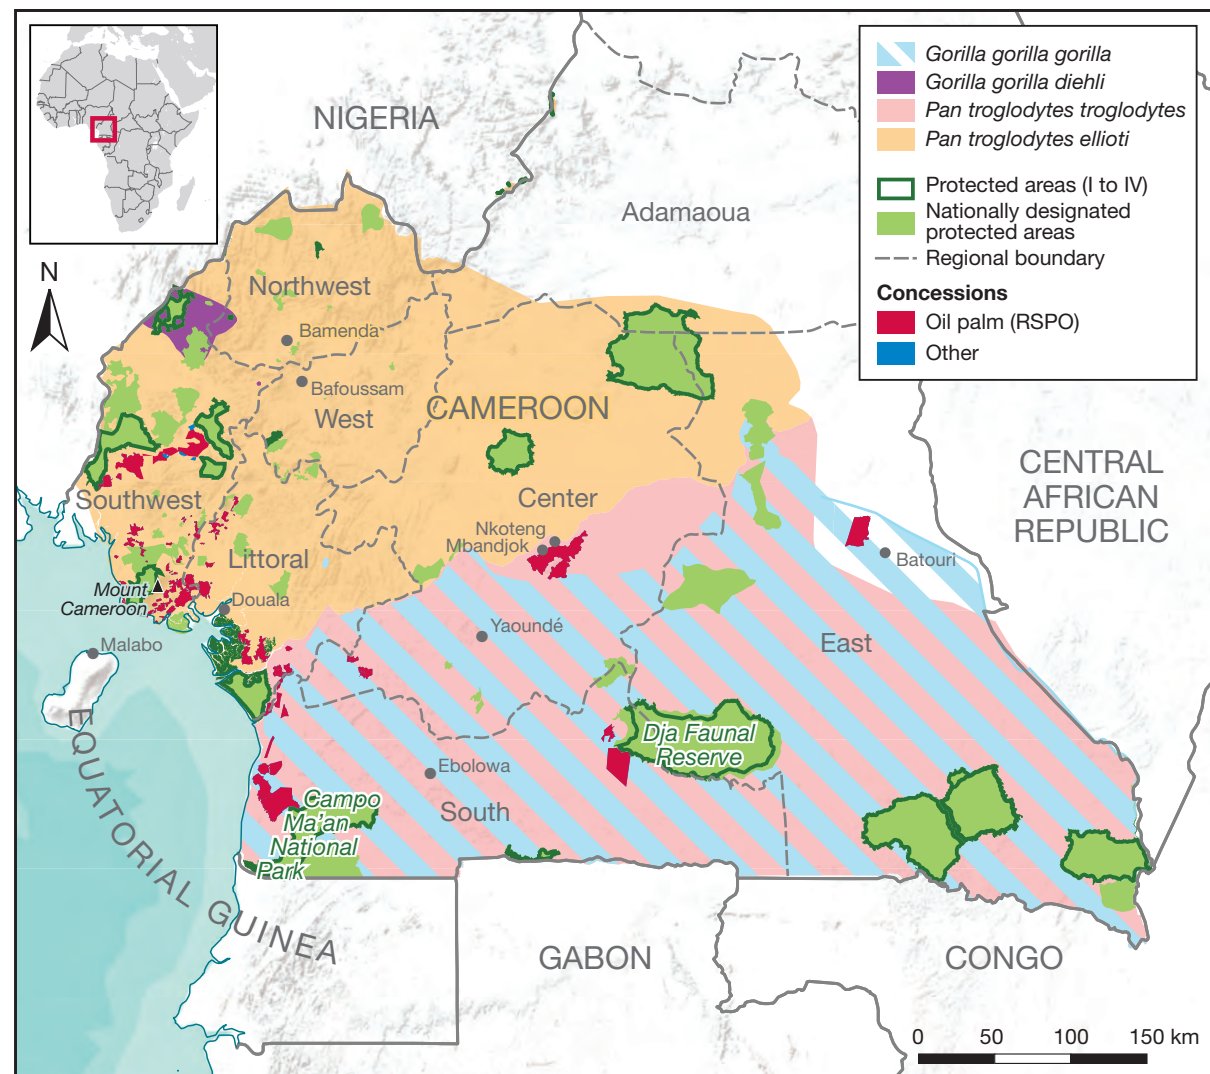 Gorilla gorilla gorilla
Gorilla gorilla diehli
Pan troglodytes troglodytes
Pan troglodytes ellioti
Protected areas (I to IV)
Nationally designated
protected areas
Regional boundary
Concessions
Oil palm (RSPO)
Other
N
NIGERIA
Adamaoua
Northwest
Bamenda
Bafoussam
West
CAMEROON
CENTRAL
AFRICAN
REPUBLIC
Southwest
Center
Nkoteng
Mbandjok
Littoral
Batouri
Mount
Cameroon
Douala
Yaoundé
East
Malabo
Dja Faunal
Reserve
Ebolowa
South
Campo
Ma'an
National
Park
EQUATORIAL GUINEA
GABON
CONGO
0 50 100 150 km